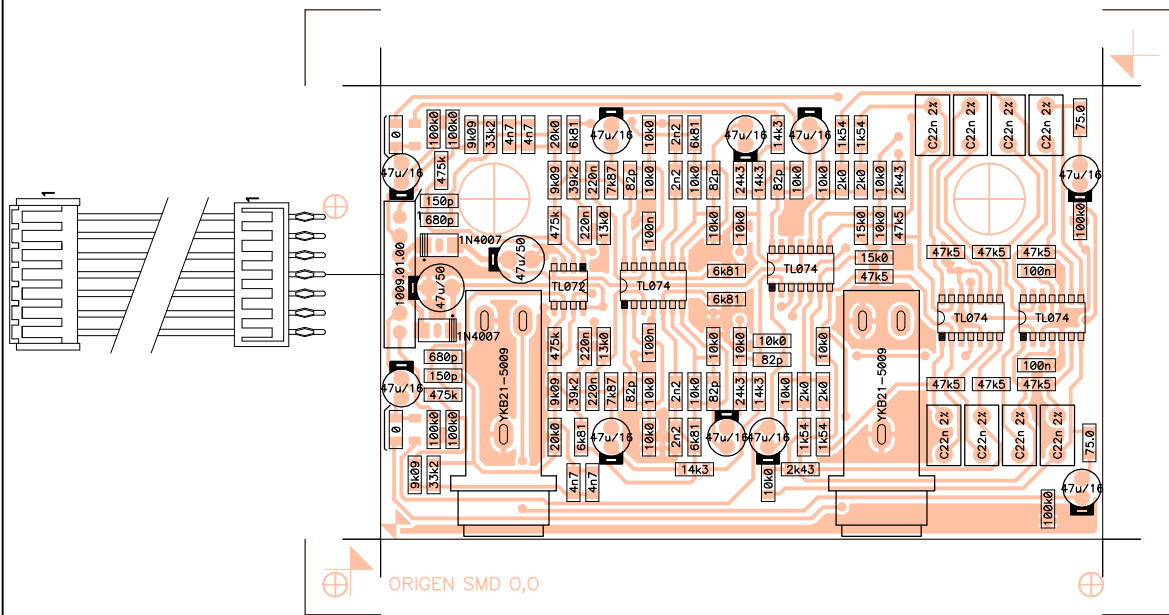 1
1
1009.01.00
0
100k0
100k0
9k09
33k2
4n7
4n7
20k0
6k81
47u/16
10k0
2n2
6k81
47u/16
14k3
47u/16
1k54
1k54
C22n 2%
C22n 2%
C22n 2%
C22n 2%
75.0
47u/16
475k
9k09
39k2
220n
7k87
82p
10k0
2n2
10k0
82p
24k3
14k3
82p
10k0
10k0
2k0
2k0
10k0
2k43
47u/16
150p
680p
475k
220n
13k0
100n
10k0
10k0
15k0
10k0
47k5
100k0
1N4007
47u/50
47u/50
TL072
TL074
6k81
6k81
TL074
15k0
47k5
47k5
47k5
47k5
100n
TL074
TL074
1N4007
680p
150p
475k
47u/16
YKB21-5009
475k
220n
13k0
100n
10k0
10k0
10k0
82p
10k0
YKB21-5009
100n
47k5
47k5
47k5
9k09
39k2
220n
7k87
82p
10k0
2n2
10k0
82p
24k3
14k3
10k0
2k0
2k0
0
100k0
100k0
20k0
6k81
47u/16
10k0
2n2
6k81
47u/16
47u/16
1k54
1k54
C22n 2%
C22n 2%
C22n 2%
C22n 2%
75.0
9k09
33k2
4n7
4n7
14k3
10k0
2k43
47u/16
100k0
ORIGEN SMD 0,0